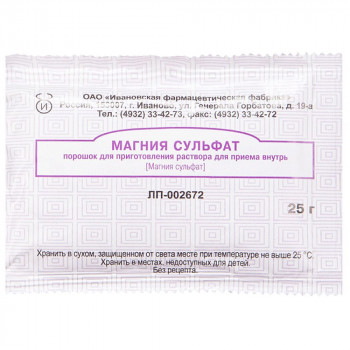 ОАО «Ивановская фармацевтическая фабрика»
Россия, г. Иваново, ул. Генерала Горбатова, д. 19-а
Тел.: (4932) 33-42-73, факс: (4932) 33-42-72
МАГНИЯ СУЛЬФАТ
порошок для приготовления раствора для приема внутрь
[Магния сульфат]
ЛП-002672
25 г
Хранить в сухом, защищенном от света месте при температуре не выше 25 °С
Хранить в местах, недоступных для детей.
Без рецепта.